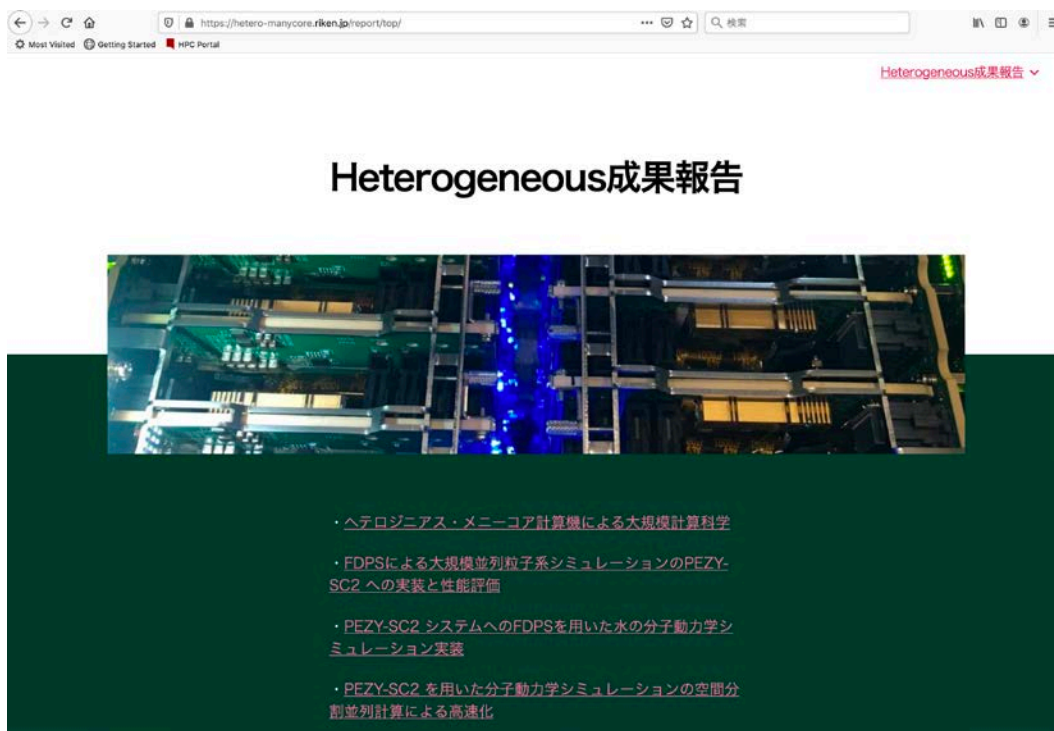 https://hetero-manycore.riken.jp/report/top/
検索
Most Visited Getting Started HPC Portal
Heterogeneous成果報告
Heterogeneous成果報告
・ヘテロジニアス・メニーコア計算機による大規模計算科学
・FDPSによる大規模並列粒子系シミュレーションのPEZY-
SC2 への実装と性能評価
・PEZY-SC2 システムへのFDPSを用いた水の分子動力学シ
ミュレーション実装
・PEZY-SC2 を用いた分子動力学シミュレーションの空間分
割並列計算による高速化